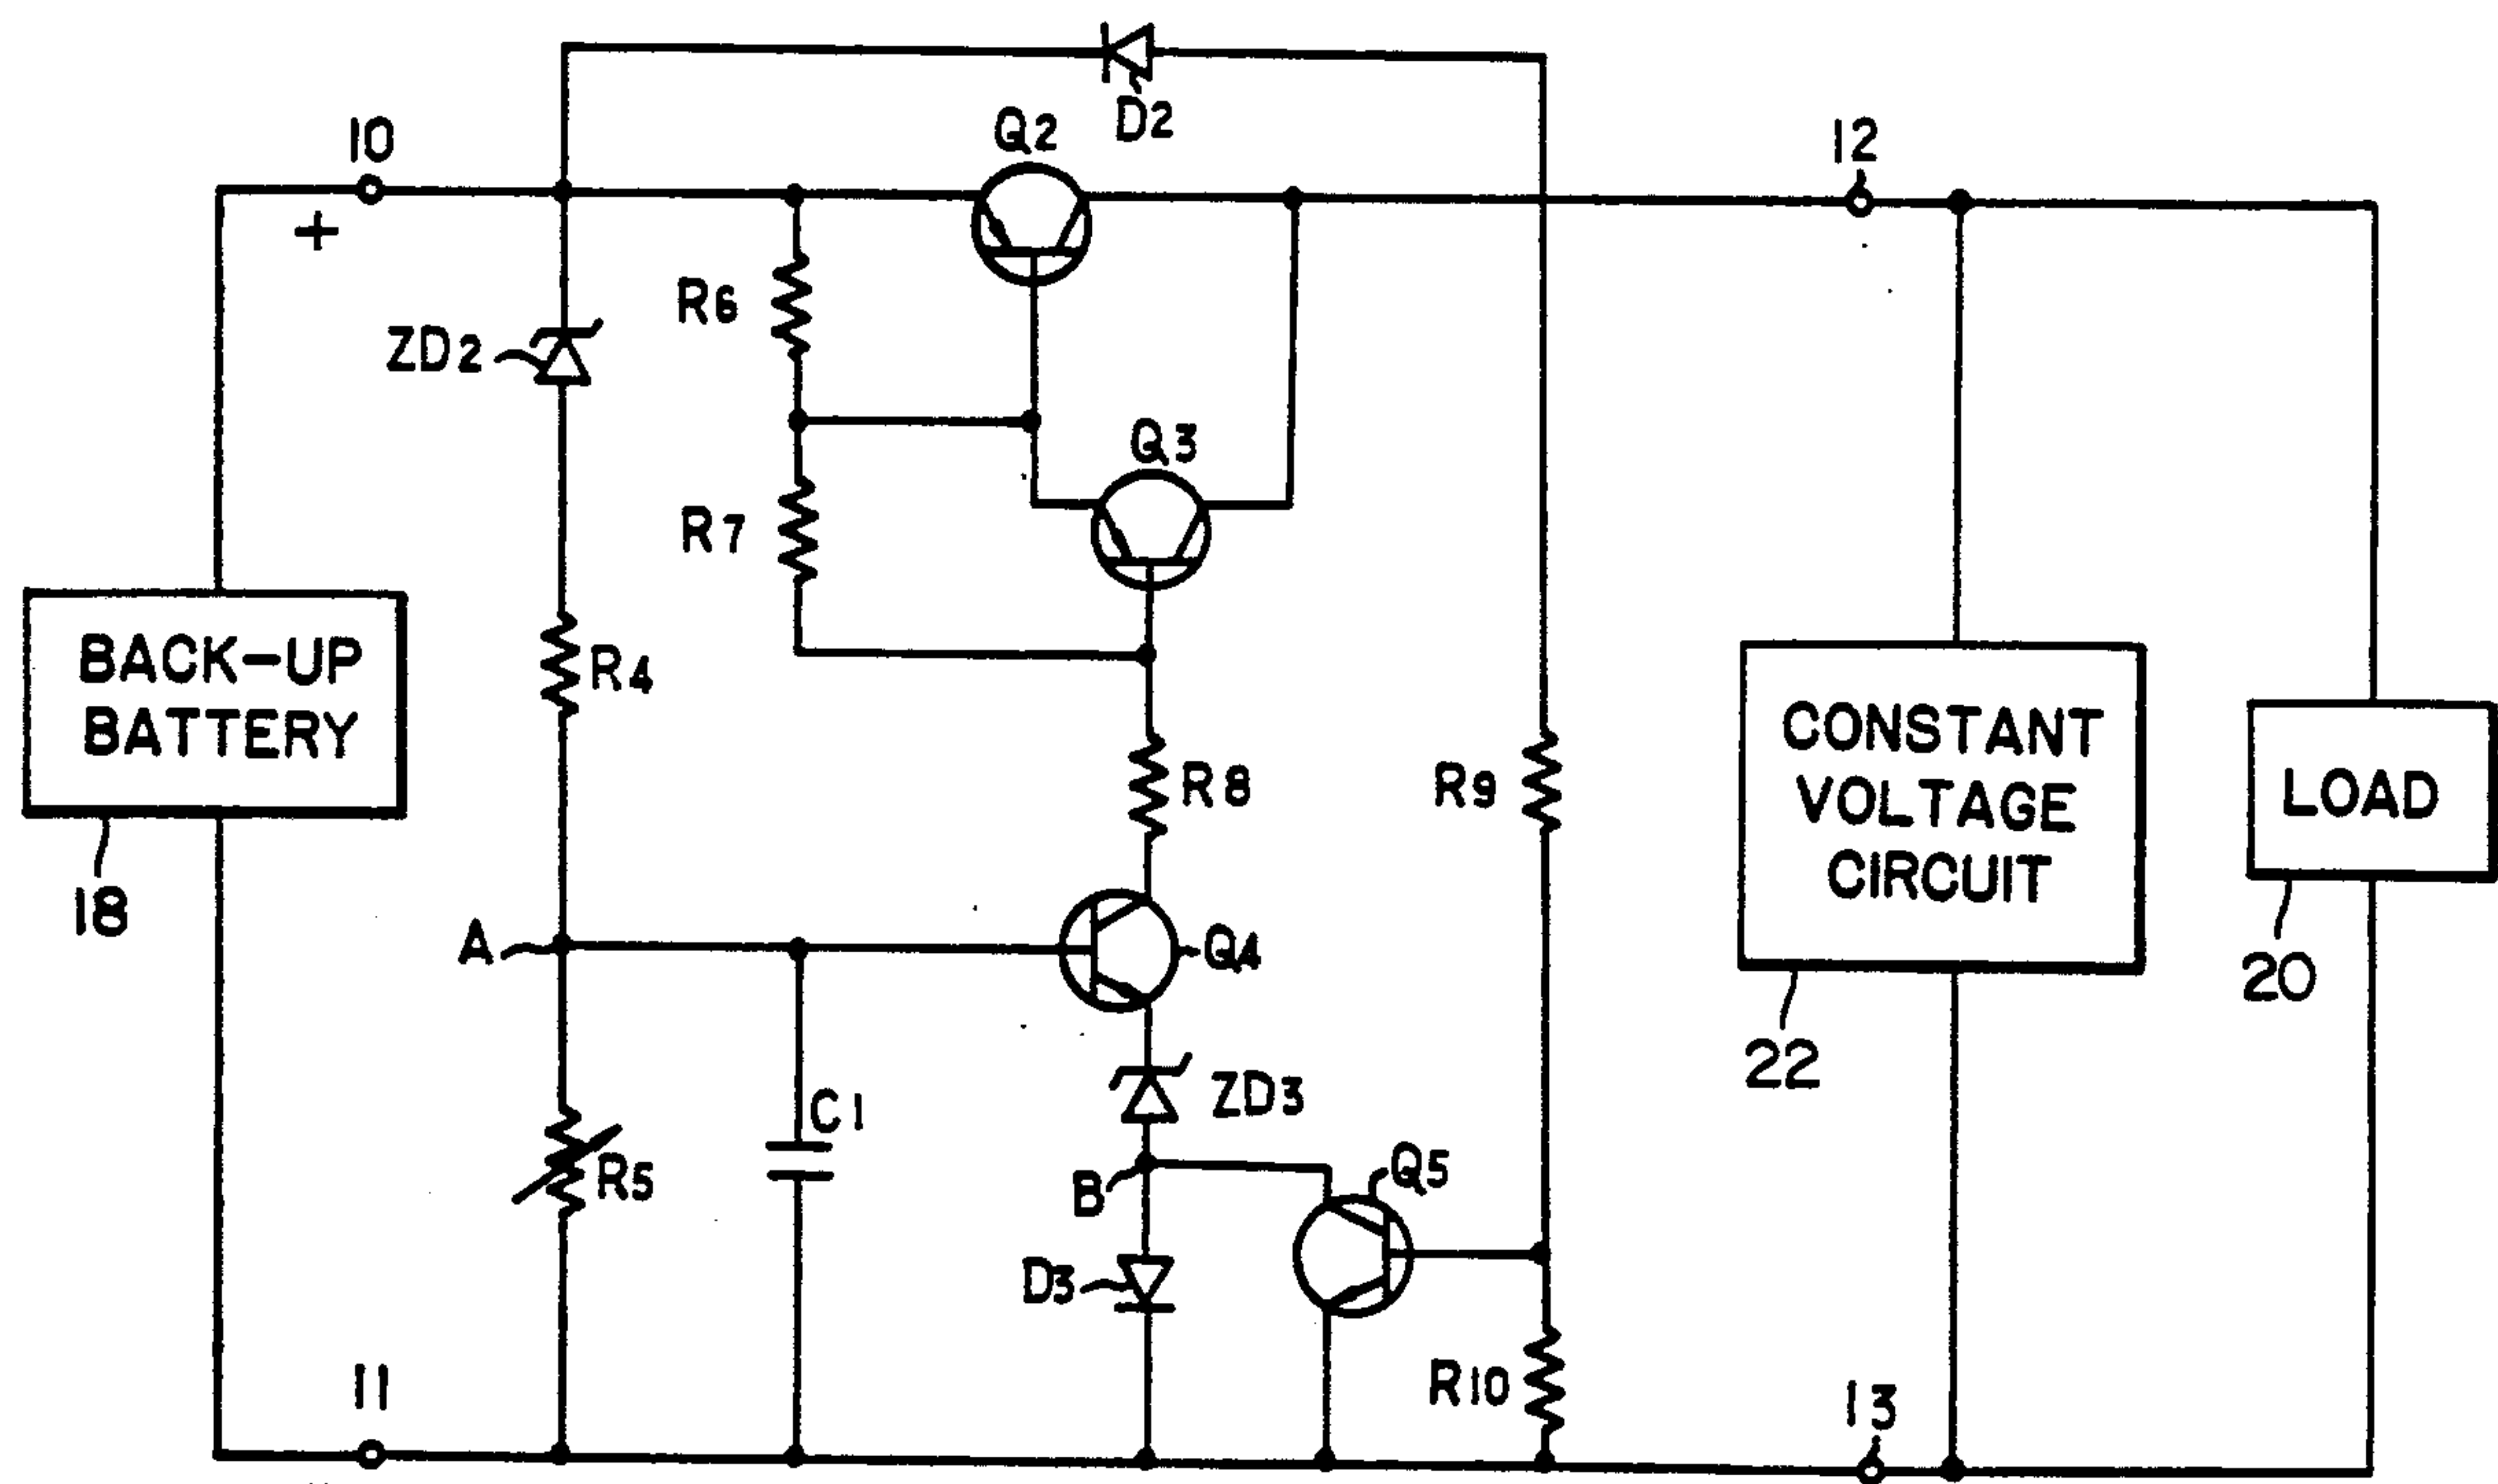 D2
10
Q2
12
+
R6
ZD2
Q3
R7
BACK-UP
BATTERY
R4
CONSTANT
VOLTAGE
CIRCUIT
R8
R9
LOAD
18
A
Q4
20
22
C1
ZD3
R5
B
Q5
D3
11
R10
13